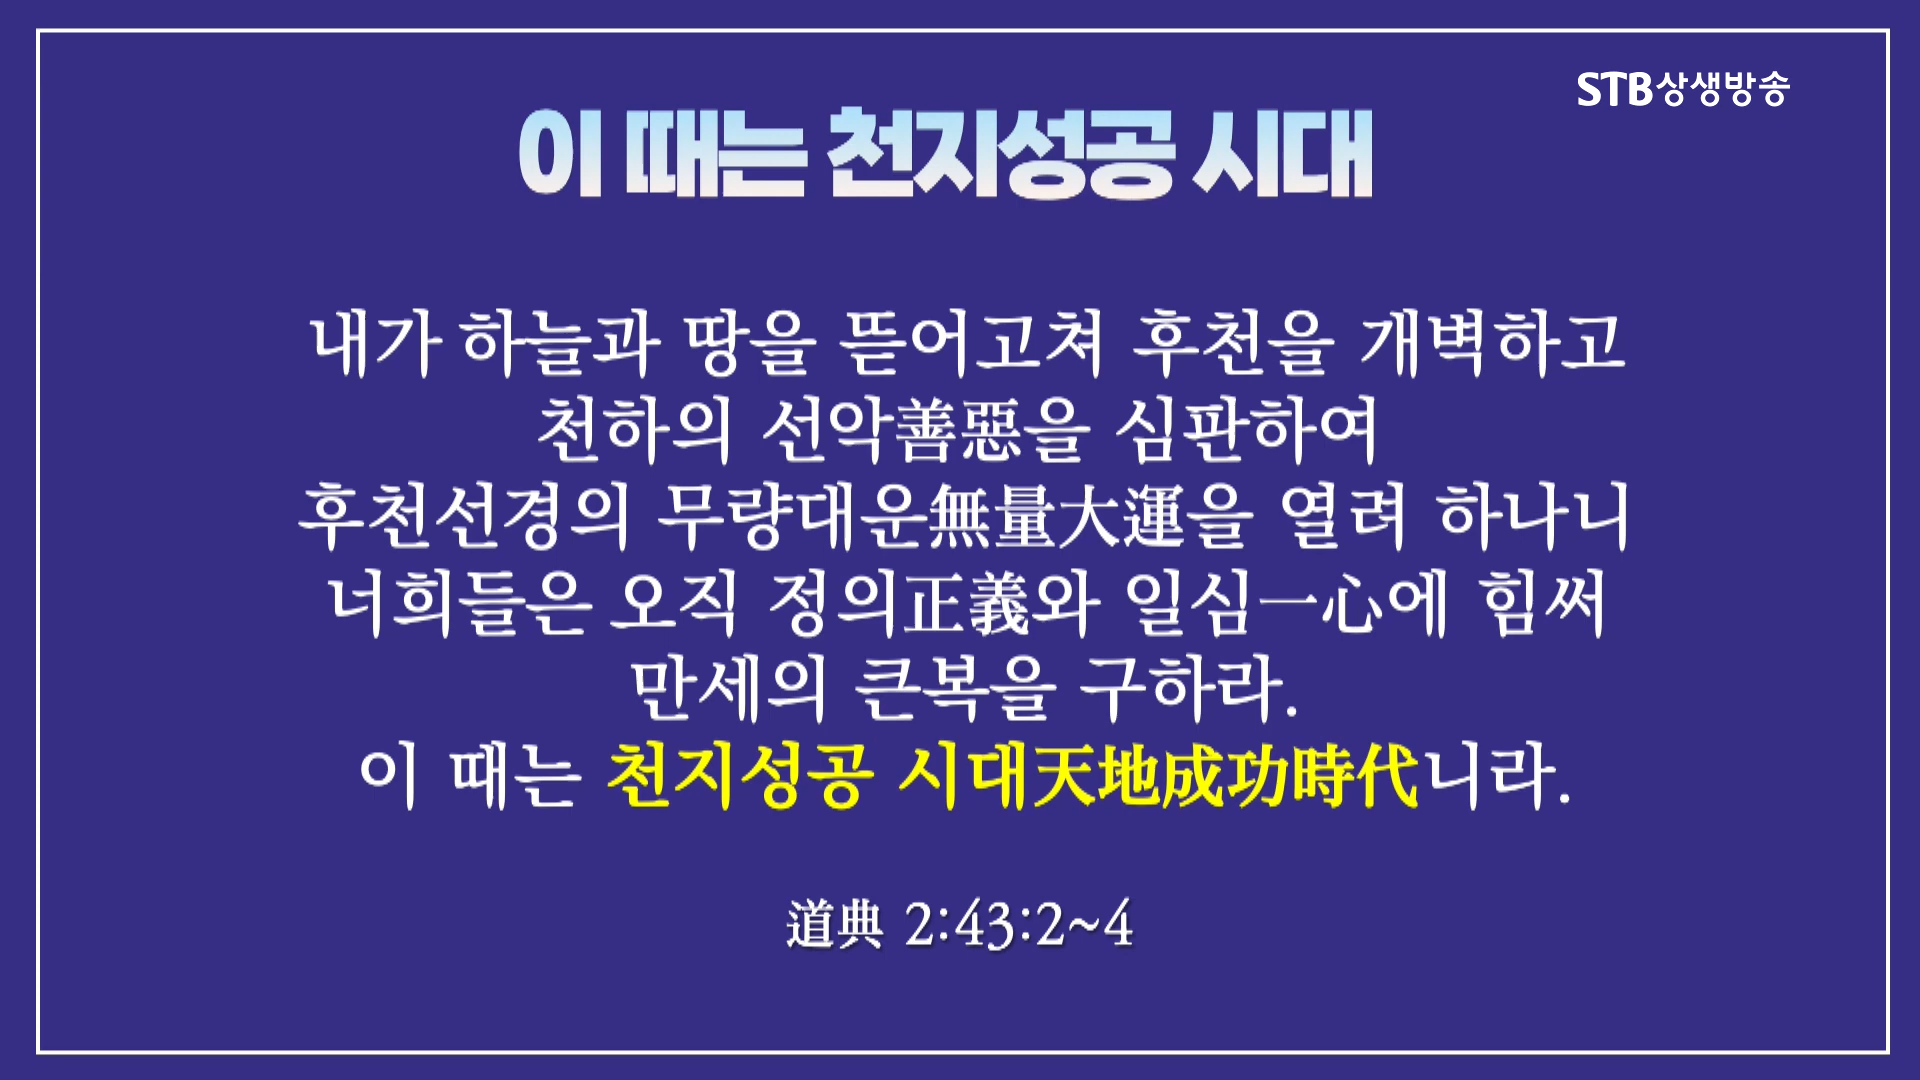 STB상생방송
이 때는 천지성공 시대
내가 하늘과 땅을 뜯어고쳐 후천을 개벽하고
천하의 선악善惡을 심판하여
후천선경의 무량대운無量大運을 열려 하나니
너희들은 오직 정의正義와 일심一心에 힘써
만세의 큰복을 구하라.
이 때는 천지성공 시대天地成功時代니라.
道典 2:43:2~4